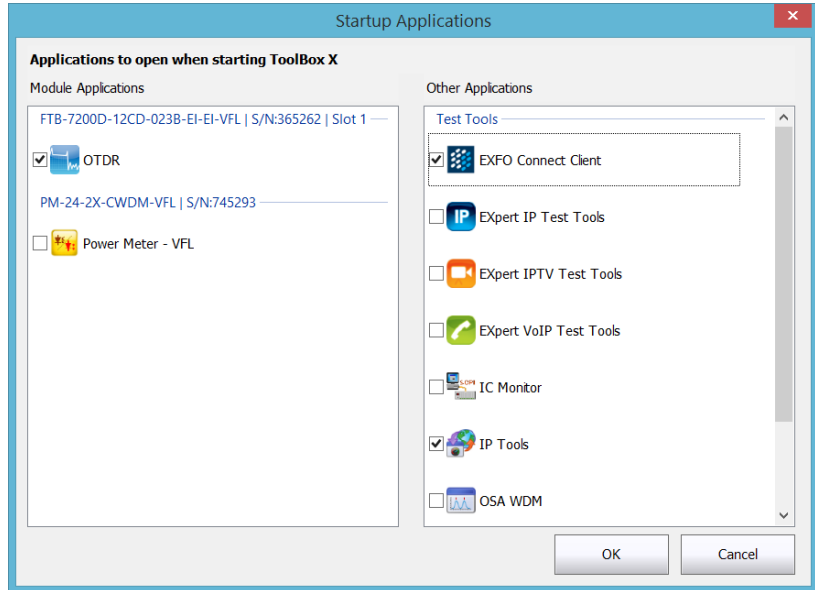 Startup Applications
Applications to open when starting ToolBox X
Module Applications
FTB-7200D-12CD-023B-EI-EI-VFL | S/N:365262 | Slot 1
OTDR
PM-24-2X-CWDM-VFL | S/N:745293
Power Meter - VFL
Other Applications
Test Tools
EXFO Connect Client
IP
EXpert IP Test Tools
EXpert IPTV Test Tools
EXpert VoIP Test Tools
IC Monitor
IP Tools
OSA WDM
OK
Cancel